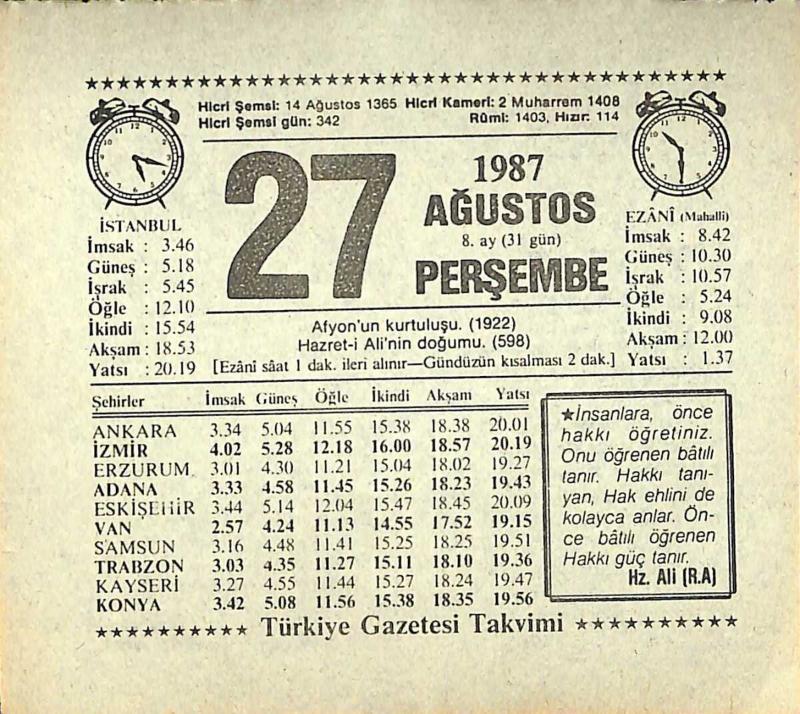 Hicrî Şemsî: 14 Ağustos 1365 Hicrî Kamerî: 2 Muharrem 1408
Hicrî Şemsî gün: 342 Rûmî: 1403, Hızır: 114
27
1987
AĞUSTOS
8. ay (31 gün)
PERŞEMBE
İSTANBUL
İmsak : 3.46
Güneş : 5.18
İşrak : 5.45
Öğle : 12.10
İkindi : 15.54
Akşam : 18.53
Yatsı : 20.19
EZÂNÎ (Mahallî)
İmsak : 8.42
Güneş : 10.30
İşrak : 10.57
Öğle : 5.24
İkindi : 9.08
Akşam : 12.00
Yatsı : 1.37
Afyon'un kurtuluşu. (1922)
Hazret-i Ali'nin doğumu. (598)
[Ezânî sâat 1 dak. ileri alınır—Gündüzün kısalması 2 dak.]
Şehirler İmsak Güneş Öğle İkindi Akşam Yatsı
ANKARA 3.34 5.04 11.55 15.38 18.38 20.01
İZMİR 4.02 5.28 12.18 16.00 18.57 20.19
ERZURUM 3.01 4.30 11.21 15.04 18.02 19.27
ADANA 3.33 4.58 11.45 15.26 18.23 19.43
ESKİŞEHİR 3.44 5.14 12.04 15.47 18.45 20.09
VAN 2.57 4.24 11.13 14.55 17.52 19.15
SAMSUN 3.16 4.48 11.41 15.25 18.25 19.51
TRABZON 3.03 4.35 11.27 15.11 18.10 19.36
KAYSERİ 3.27 4.55 11.44 15.27 18.24 19.47
KONYA 3.42 5.08 11.56 15.38 18.35 19.56
★İnsanlara, önce
hakkı öğretiniz.
Onu öğrenen bâtılı
tanır. Hakkı tanı-
yan, Hak ehlini de
kolayca anlar. Ön-
ce bâtılı öğrenen
Hakkı güç tanır.
Hz. Ali (R.A)
★★★★★★★★★★ Türkiye Gazetesi Takvimi ★★★★★★★★★★